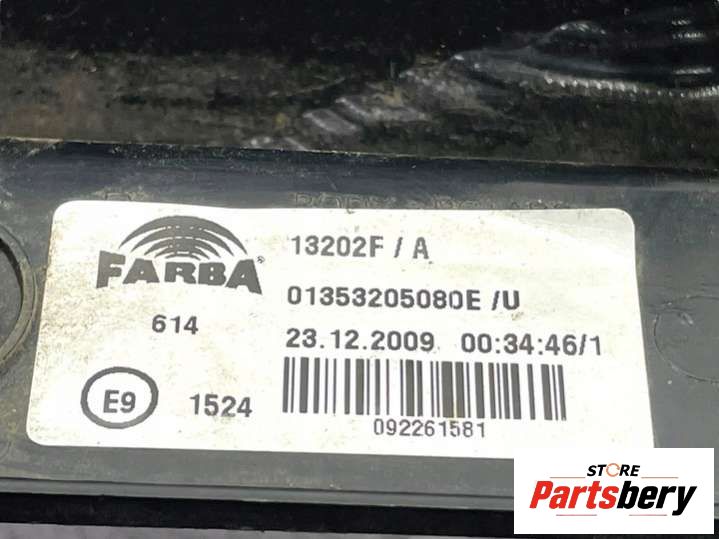 FARBA®
13202F / A
01353205080E /U
614
23.12.2009 00:34:46/1
E9
1524
092261581
STORE
Partsbery